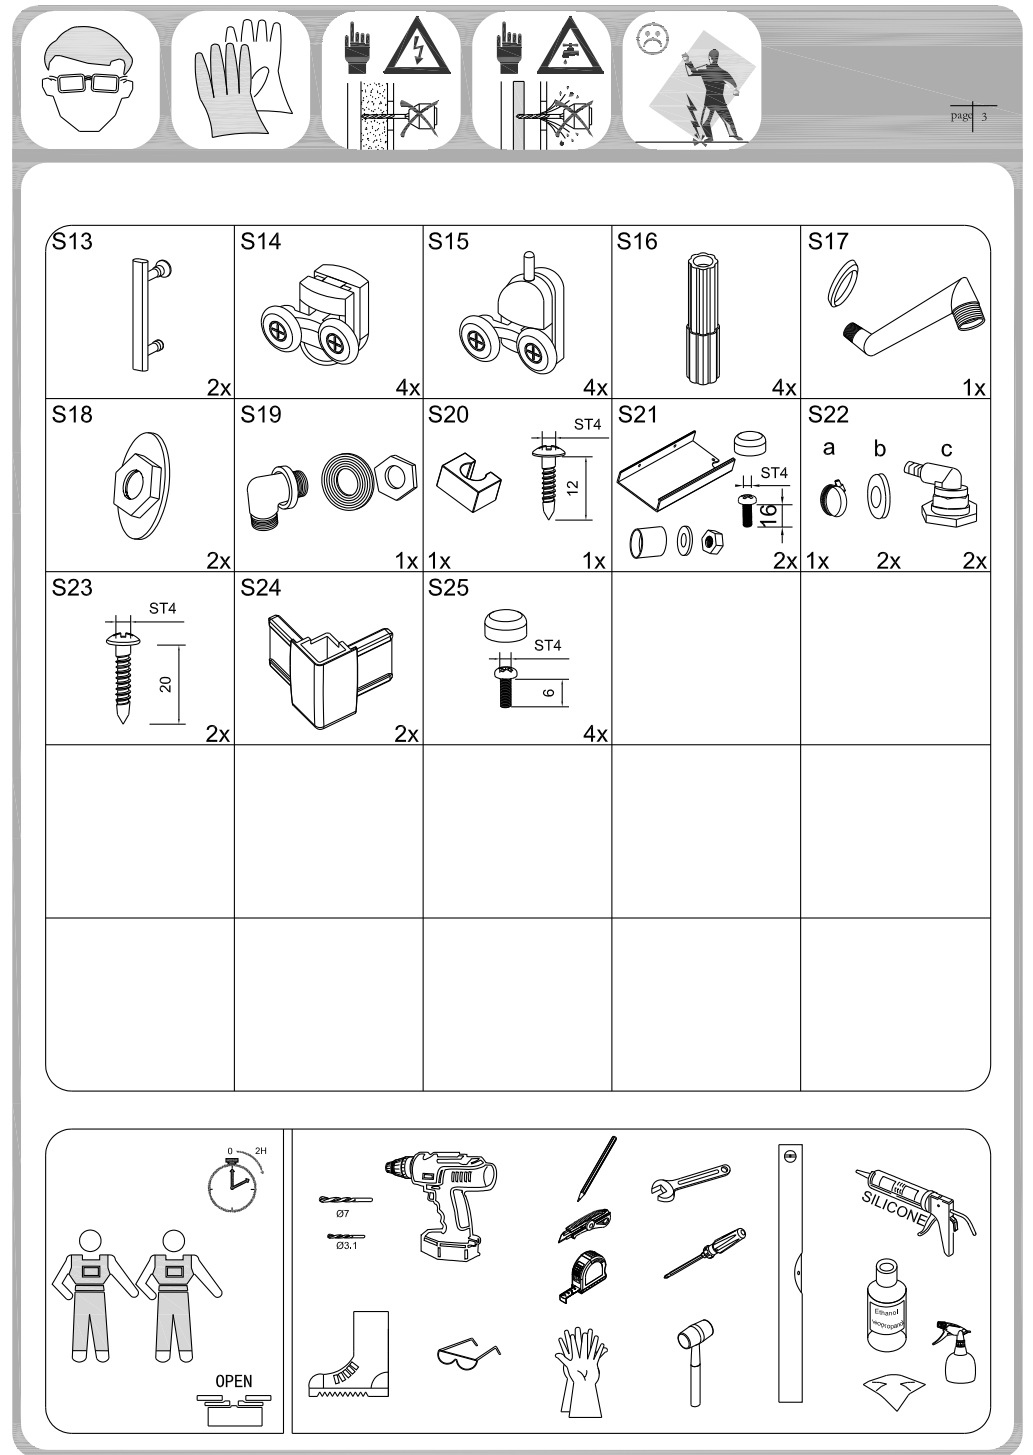 page 3
S13 S14 S15 S16 S17
2x 4x 4x 4x 1x
S18 S19 S20 S21 S22
ST4
a b c
ST4
12
16
2x 1x 1x 1x 2x 1x 2x 2x
S23 S24 S25
ST4
ST4
20
6
2x 2x 4x
0 2H
Ø7
Ø3.1
SILICONE
Ethanol
OPEN